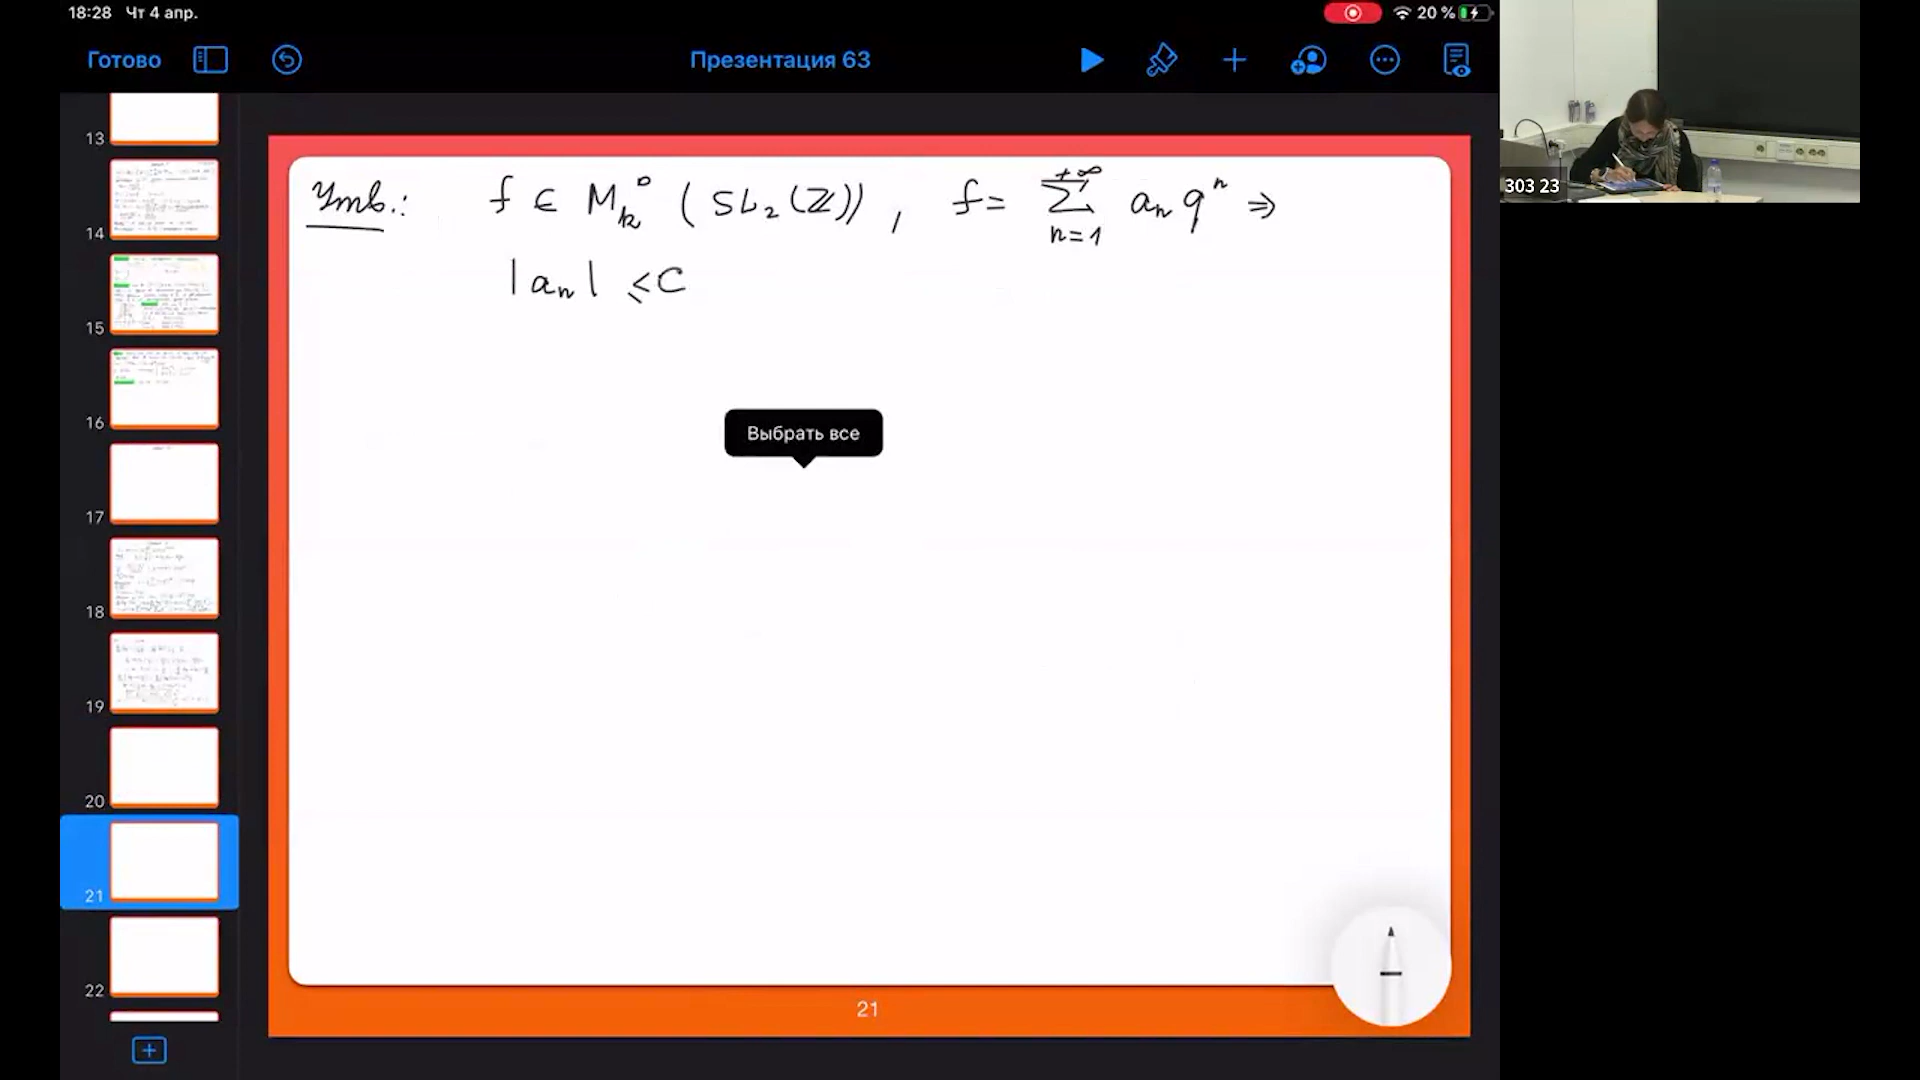 18:28 Чт 4 апр.
20 %
Готово
Презентация 63
13
14
15
16
17
18
19
20
21
22
Утв.: f ∈ M_k^0 (SL_2(ℤ)), f = ∑_{n=1}^{+∞} a_n q^n ⇒
|a_n| ≤ C
Выбрать все
21
303 23